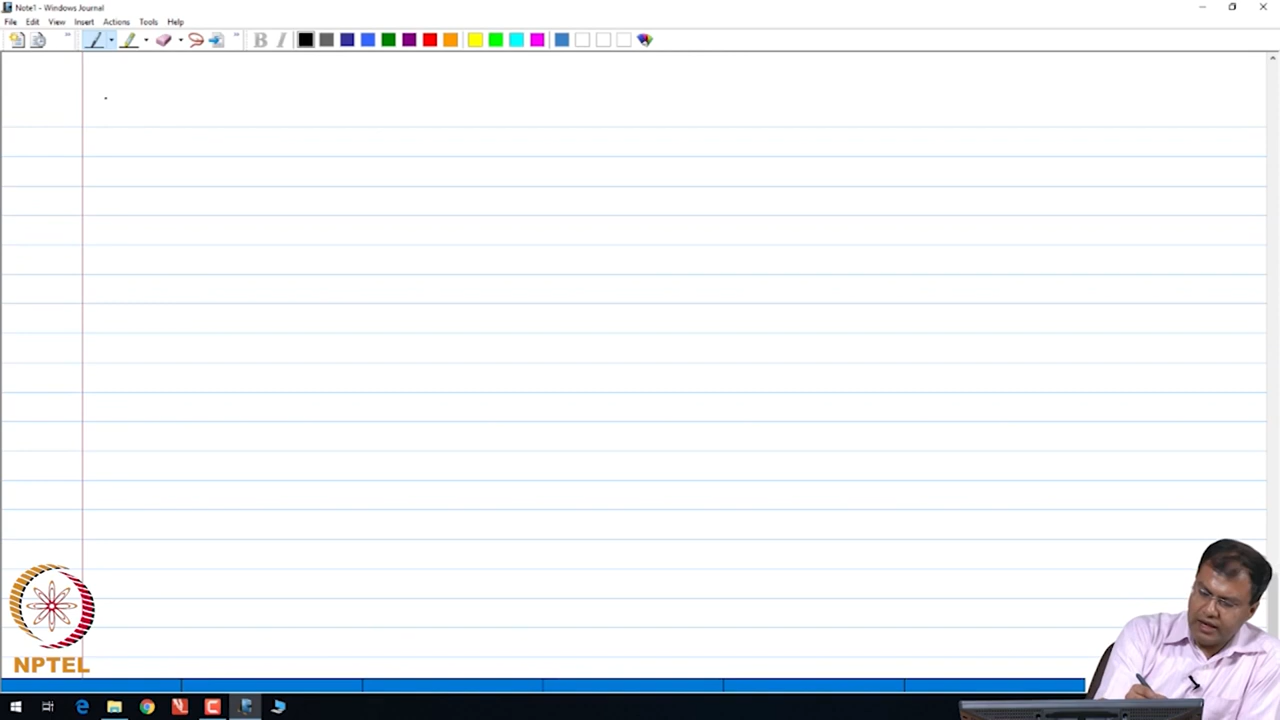 Note1 - Windows Journal
File Edit View Insert Actions Tools Help
B I
NPTEL